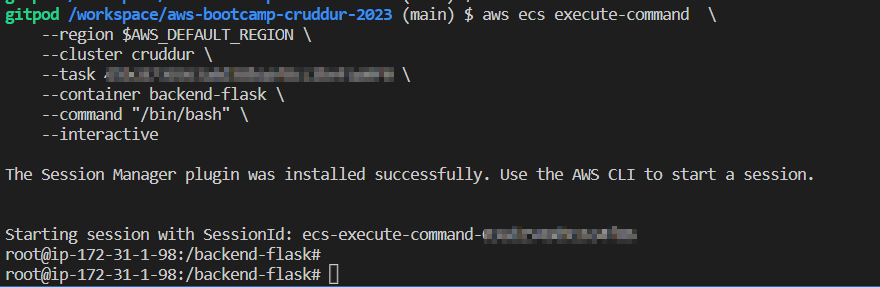 gitpod /workspace/aws-bootcamp-cruddur-2023 (main) $ aws ecs execute-command  \
    --region $AWS_DEFAULT_REGION \
    --cluster cruddur \
    --task \
    --container backend-flask \
    --command "/bin/bash" \
    --interactive
The Session Manager plugin was installed successfully. Use the AWS CLI to start a session.
Starting session with SessionId: ecs-execute-command-
root@ip-172-31-1-98:/backend-flask#
root@ip-172-31-1-98:/backend-flask#